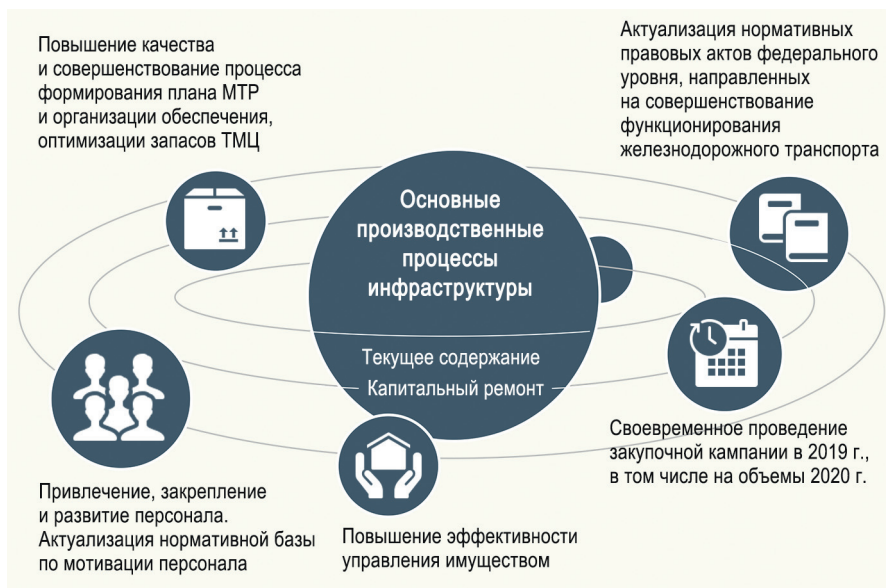 Повышение качества
и совершенствование процесса
формирования плана МТР
и организации обеспечения,
оптимизации запасов ТМЦ
Актуализация нормативных
правовых актов федерального
уровня, направленных
на совершенствование
функционирования
железнодорожного транспорта
Основные
производственные
процессы
инфраструктуры
Текущее содержание
Капитальный ремонт
Своевременное проведение
закупочной кампании в 2019 г.,
в том числе на объемы 2020 г.
Привлечение, закрепление
и развитие персонала.
Актуализация нормативной базы
по мотивации персонала
Повышение эффективности
управления имуществом